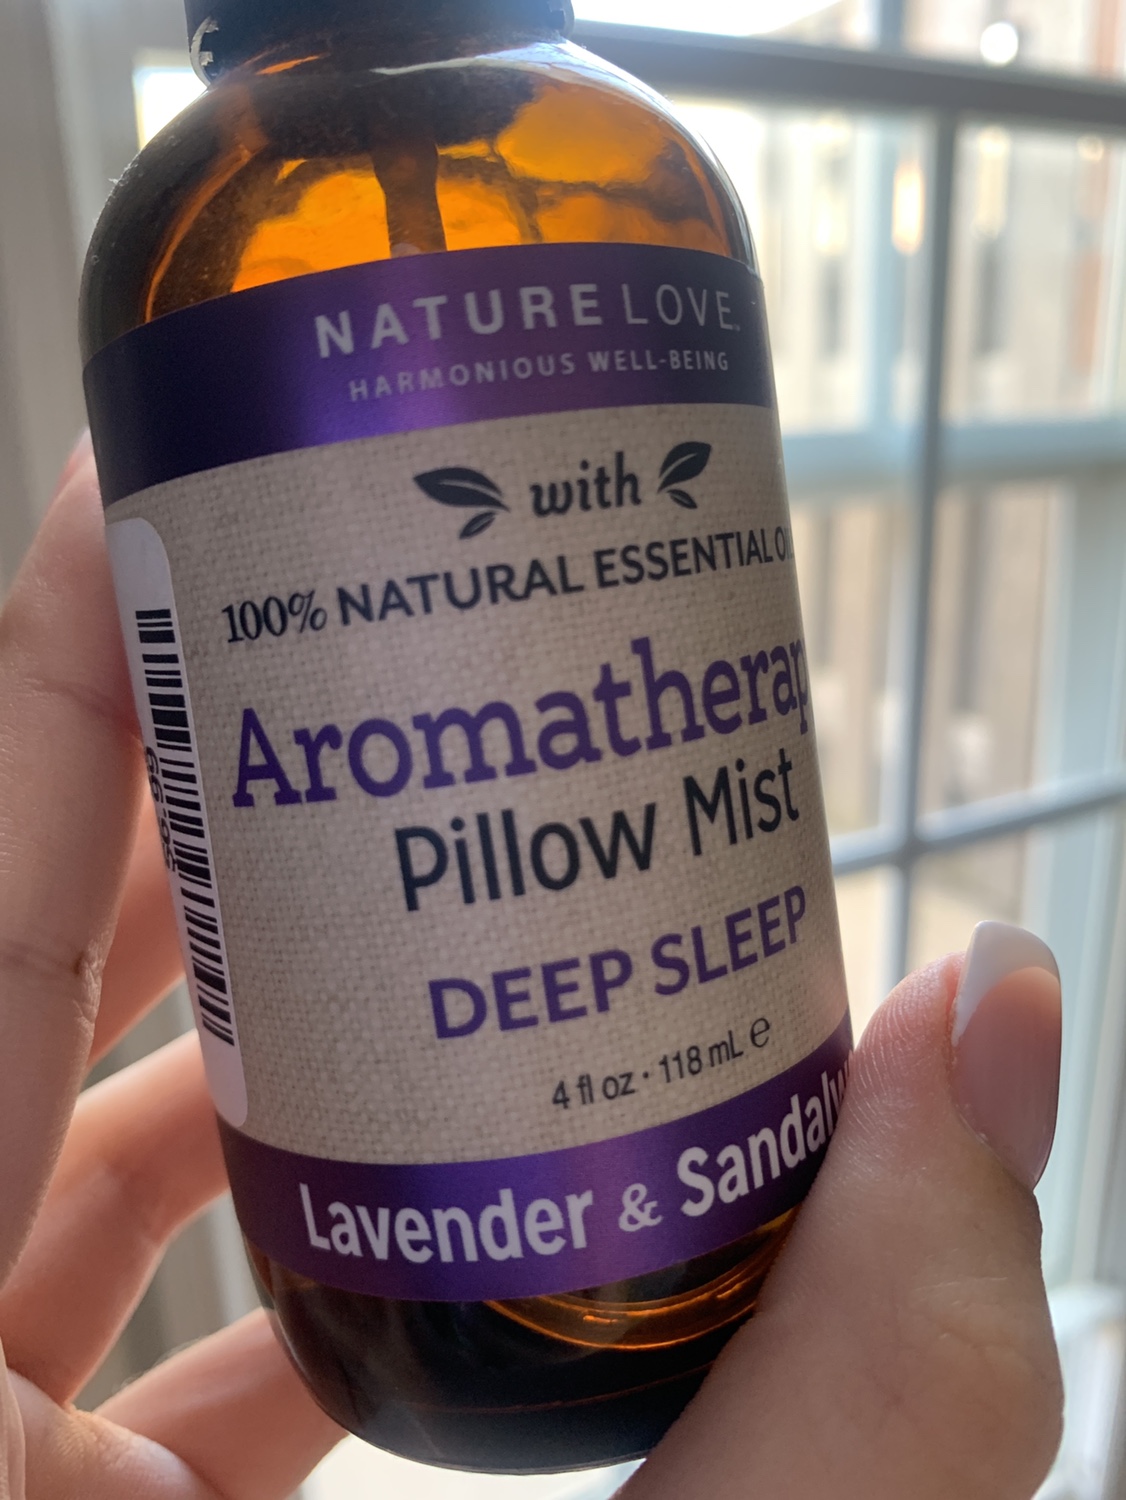 NATURE LOVE
HARMONIOUS WELL-BEING
with
100% NATURAL ESSENTIAL
Aromatherap
Pillow Mist
DEEP SLEEP
4 fl oz · 118 mL ℮
Lavender & Sandalw